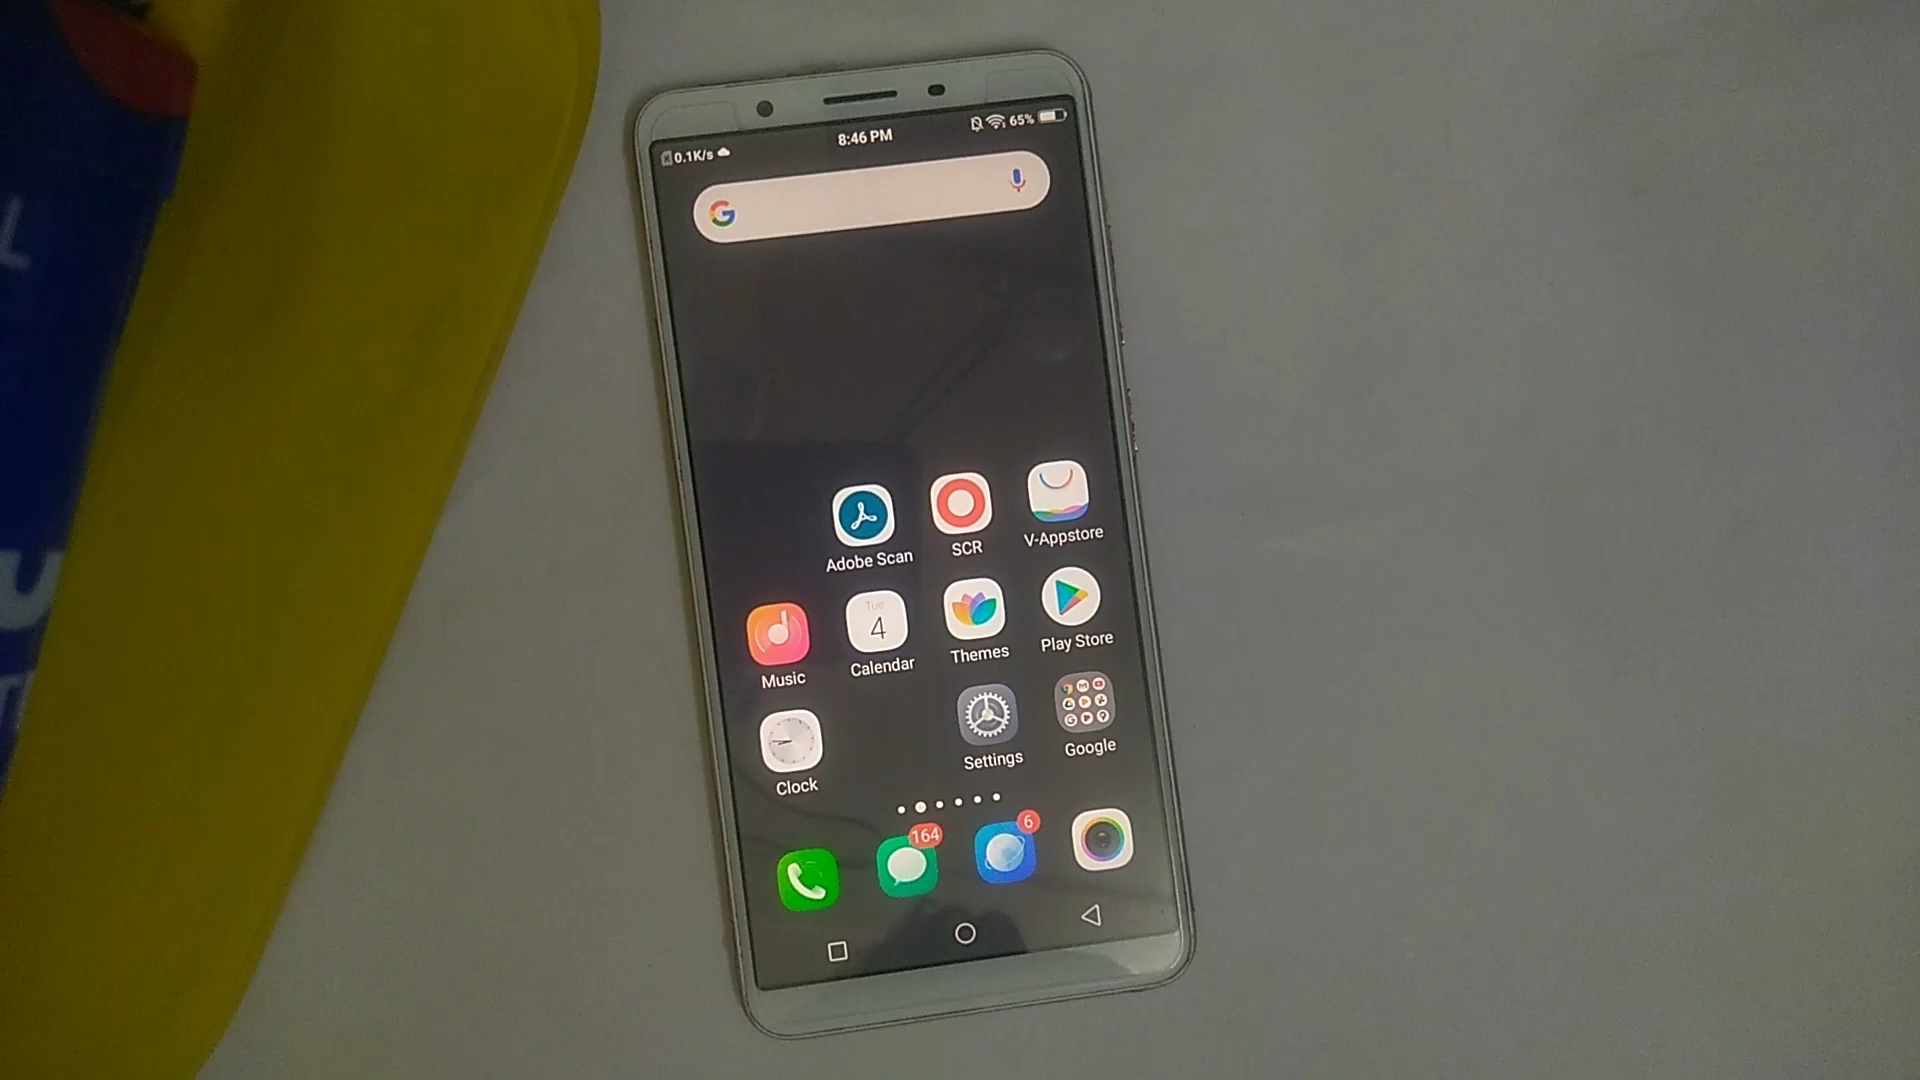 0.1K/s
8:46 PM
65%
Adobe Scan
SCR
V-Appstore
Music
Tue
4
Calendar
Themes
Play Store
Clock
Settings
Google
164
6